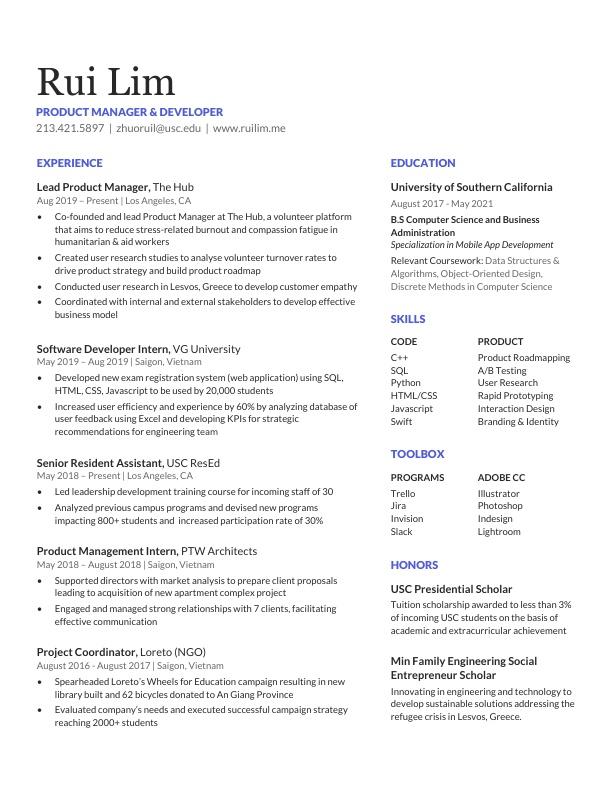 Rui Lim
PRODUCT MANAGER & DEVELOPER
213.421.5897 | zhuoruil@usc.edu | www.ruilim.me
EXPERIENCE
Lead Product Manager, The Hub
Aug 2019 – Present | Los Angeles, CA
• Co-founded and lead Product Manager at The Hub, a volunteer platform
that aims to reduce stress-related burnout and compassion fatigue in
humanitarian & aid workers
• Created user research studies to analyse volunteer turnover rates to
drive product strategy and build product roadmap
• Conducted user research in Lesvos, Greece to develop customer empathy
• Coordinated with internal and external stakeholders to develop effective
business model
Software Developer Intern, VG University
May 2019 – Aug 2019 | Saigon, Vietnam
• Developed new exam registration system (web application) using SQL,
HTML, CSS, Javascript to be used by 20,000 students
• Increased user efficiency and experience by 60% by analyzing database of
user feedback using Excel and developing KPIs for strategic
recommendations for engineering team
Senior Resident Assistant, USC ResEd
May 2018 – Present | Los Angeles, CA
• Led leadership development training course for incoming staff of 30
• Analyzed previous campus programs and devised new programs
impacting 800+ students and increased participation rate of 30%
Product Management Intern, PTW Architects
May 2018 – August 2018 | Saigon, Vietnam
• Supported directors with market analysis to prepare client proposals
leading to acquisition of new apartment complex project
• Engaged and managed strong relationships with 7 clients, facilitating
effective communication
Project Coordinator, Loreto (NGO)
August 2016 - August 2017 | Saigon, Vietnam
• Spearheaded Loreto's Wheels for Education campaign resulting in new
library built and 62 bicycles donated to An Giang Province
• Evaluated company's needs and executed successful campaign strategy
reaching 2000+ students
EDUCATION
University of Southern California
August 2017 - May 2021
B.S Computer Science and Business
Administration
Specialization in Mobile App Development
Relevant Coursework: Data Structures &
Algorithms, Object-Oriented Design,
Discrete Methods in Computer Science
SKILLS
CODE PRODUCT
C++ Product Roadmapping
SQL A/B Testing
Python User Research
HTML/CSS Rapid Prototyping
Javascript Interaction Design
Swift Branding & Identity
TOOLBOX
PROGRAMS ADOBE CC
Trello Illustrator
Jira Photoshop
Invision Indesign
Slack Lightroom
HONORS
USC Presidential Scholar
Tuition scholarship awarded to less than 3%
of incoming USC students on the basis of
academic and extracurricular achievement
Min Family Engineering Social
Entrepreneur Scholar
Innovating in engineering and technology to
develop sustainable solutions addressing the
refugee crisis in Lesvos, Greece.